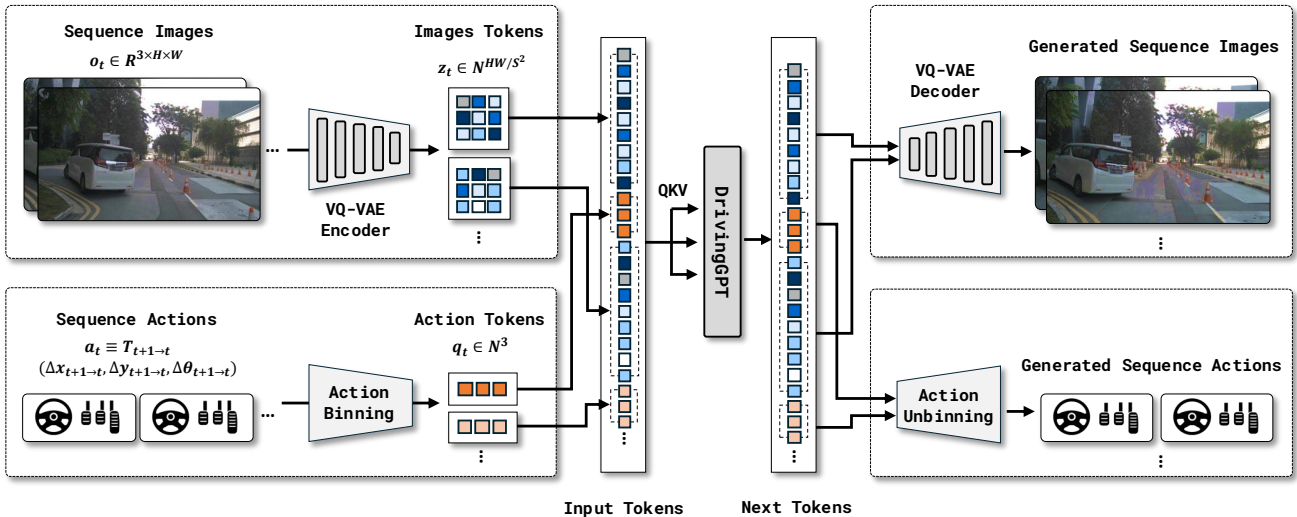 Sequence Images
o_t ∈ R^{3×H×W}
...
VQ-VAE
Encoder
Images Tokens
z_t ∈ N^{HW/S^2}
⋮
Sequence Actions
a_t ≡ T_{t+1→t}
(Δx_{t+1→t}, Δy_{t+1→t}, Δθ_{t+1→t})
...
Action
Binning
Action Tokens
q_t ∈ N^3
⋮
⋮
Input Tokens
QKV
DrivingGPT
⋮
Next Tokens
VQ-VAE
Decoder
Generated Sequence Images
⋮
Action
Unbinning
Generated Sequence Actions
⋮